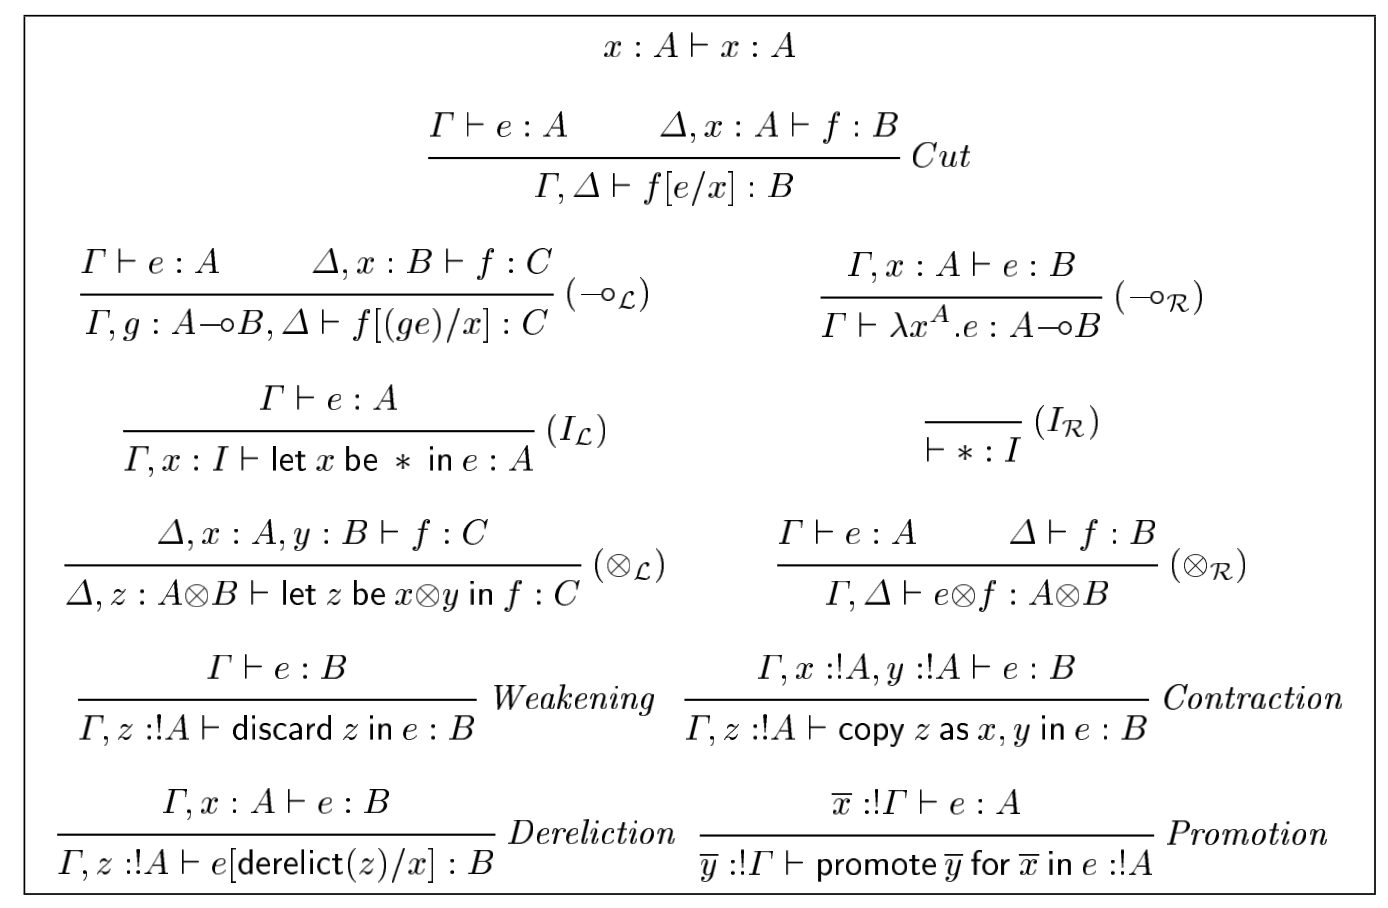 x : A ⊢ x : A
Γ ⊢ e : A Δ, x : A ⊢ f : B
Cut
Γ, Δ ⊢ f[e/x] : B
Γ ⊢ e : A Δ, x : B ⊢ f : C
(⊸ℒ)
Γ, g : A⊸B, Δ ⊢ f[(ge)/x] : C
Γ, x : A ⊢ e : B
(⊸ℛ)
Γ ⊢ λxᴬ.e : A⊸B
Γ ⊢ e : A
(Iℒ)
Γ, x : I ⊢ let x be * in e : A
(Iℛ)
⊢ * : I
Δ, x : A, y : B ⊢ f : C
(⊗ℒ)
Δ, z : A⊗B ⊢ let z be x⊗y in f : C
Γ ⊢ e : A Δ ⊢ f : B
(⊗ℛ)
Γ, Δ ⊢ e⊗f : A⊗B
Γ ⊢ e : B
Weakening
Γ, z :!A ⊢ discard z in e : B
Γ, x :!A, y :!A ⊢ e : B
Contraction
Γ, z :!A ⊢ copy z as x, y in e : B
Γ, x : A ⊢ e : B
Dereliction
Γ, z :!A ⊢ e[derelict(z)/x] : B
x̅ :!Γ ⊢ e : A
Promotion
y̅ :!Γ ⊢ promote y̅ for x̅ in e :!A